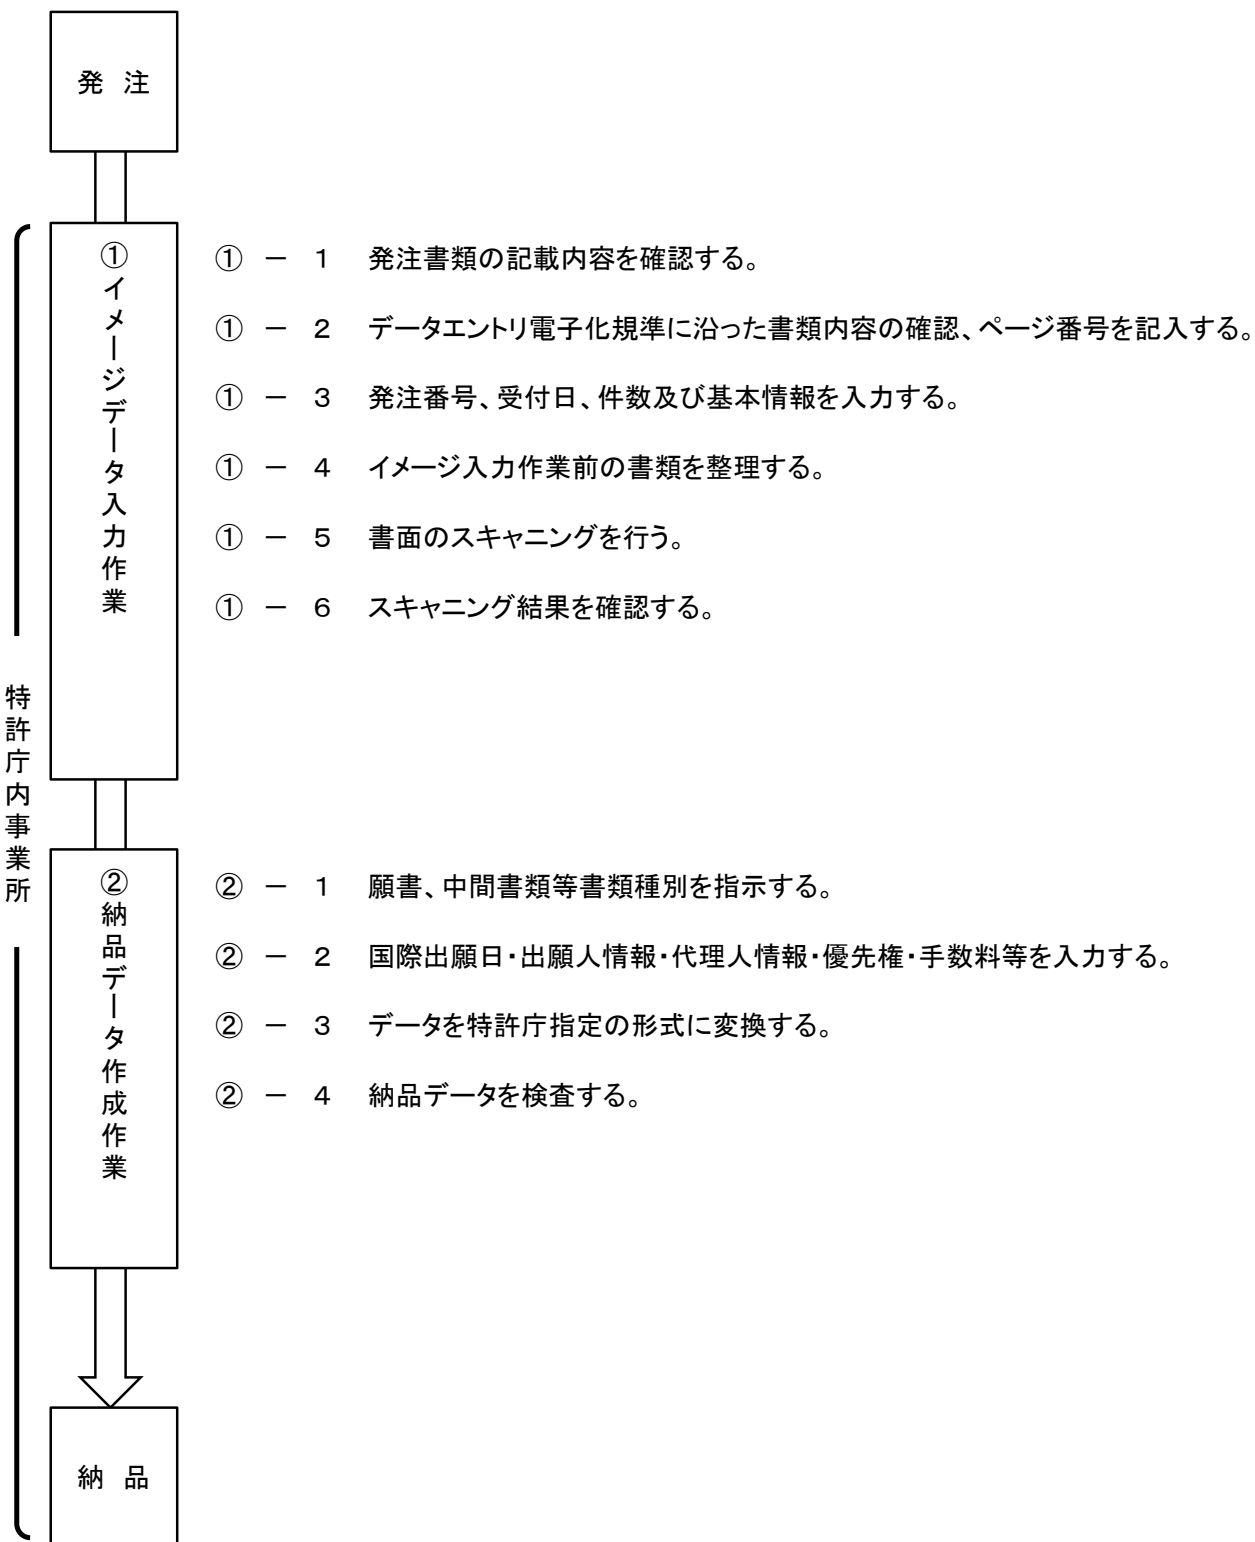 発 注
特許庁内事業所
①イメージデータ入力作業
① － １ 発注書類の記載内容を確認する。
① － ２ データエントリ電子化規準に沿った書類内容の確認、ページ番号を記入する。
① － ３ 発注番号、受付日、件数及び基本情報を入力する。
① － ４ イメージ入力作業前の書類を整理する。
① － ５ 書面のスキャニングを行う。
① － ６ スキャニング結果を確認する。
②納品データ作成作業
② － １ 願書、中間書類等書類種別を指示する。
② － ２ 国際出願日・出願人情報・代理人情報・優先権・手数料等を入力する。
② － ３ データを特許庁指定の形式に変換する。
② － ４ 納品データを検査する。
納 品